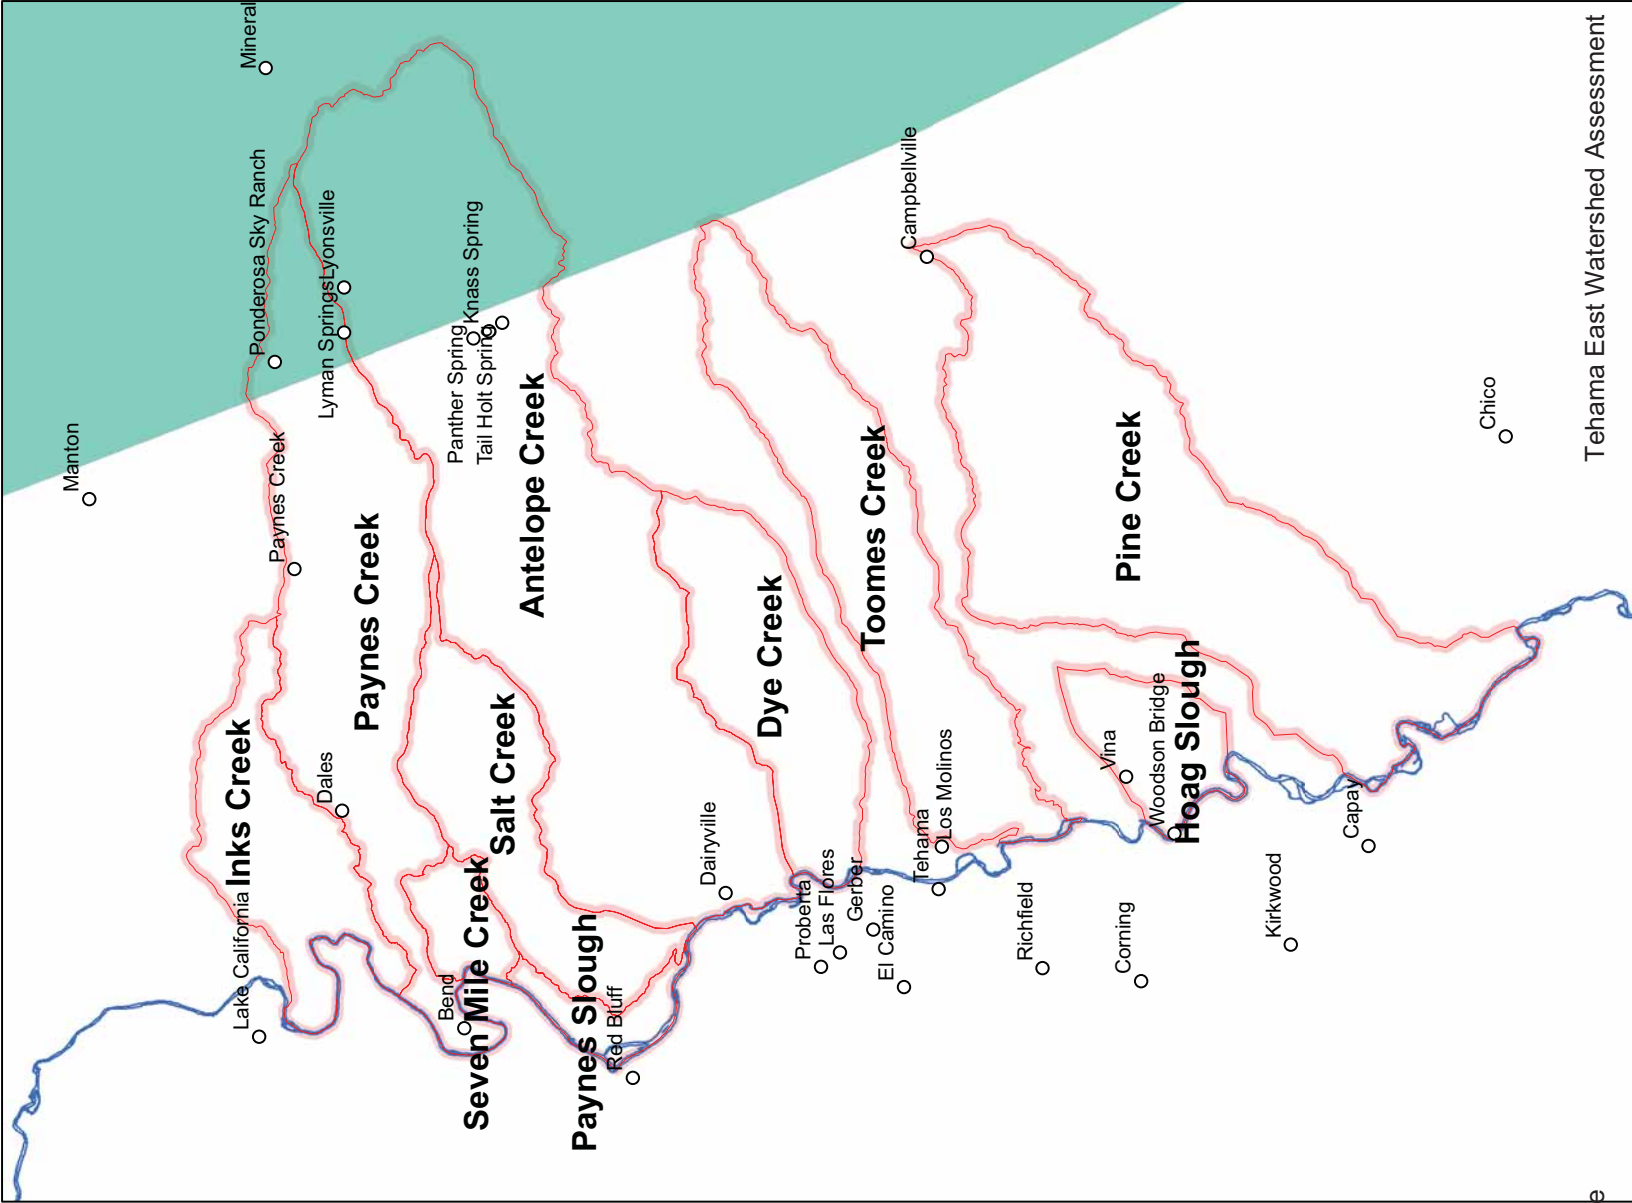 Mineral
Manton
Ponderosa Sky Ranch
Paynes Creek
Lyonsville
Lyman Springs
Knass Spring
Panther Spring
Tail Holt Spring
Paynes Creek
Antelope Creek
Inks Creek
Dales
Salt Creek
Lake California
Bend
Seven Mile Creek
Paynes Slough
Red Bluff
Dairyville
Dye Creek
Proberta
Las Flores
Gerber
El Camino
Tehama
Los Molinos
Toomes Creek
Campbellville
Pine Creek
Richfield
Corning
Vina
Woodson Bridge
Hoag Slough
Kirkwood
Capay
Chico
Tehama East Watershed Assessment
e